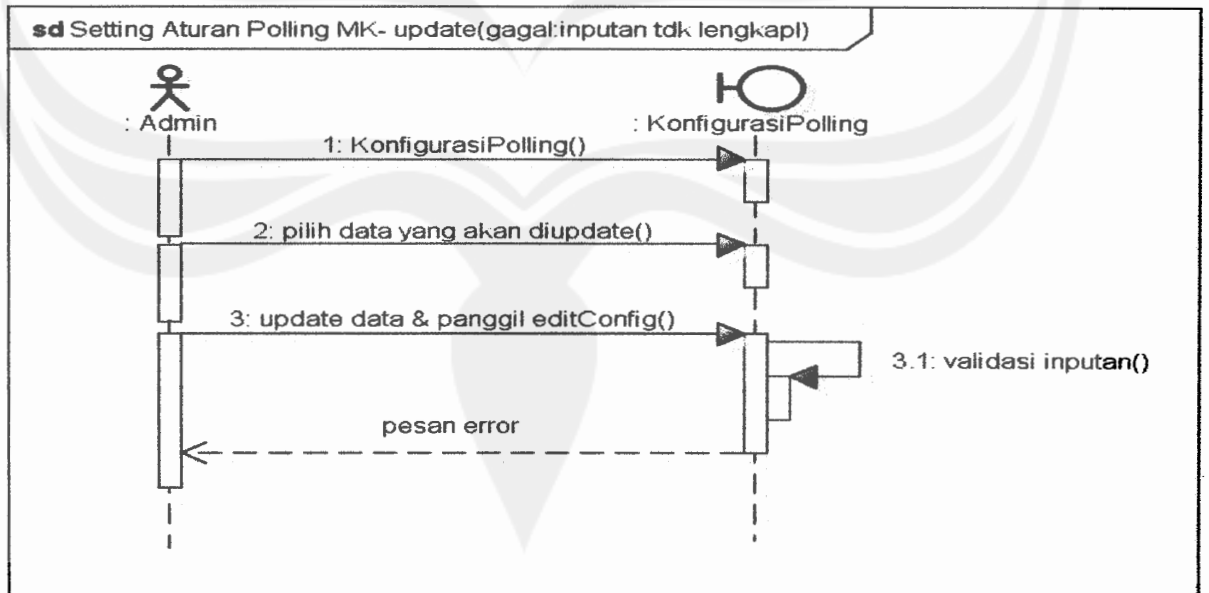 sd Setting Aturan Polling MK- update(gagal:inputan tdk lengkapl)
: Admin
: KonfigurasiPolling
1: KonfigurasiPolling()
2: pilih data yang akan diupdate()
3: update data & panggil editConfig()
3.1: validasi inputan()
pesan error